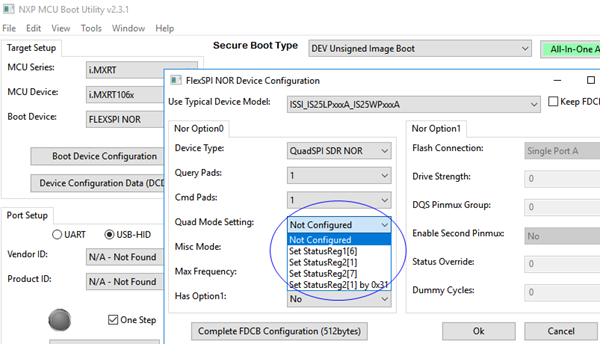 NXP MCU Boot Utility v2.3.1
File Edit View Tools Window Help
Secure Boot Type DEV Unsigned Image Boot All-In-One A
Target Setup
MCU Series: i.MXRT
MCU Device: i.MXRT106x
Boot Device: FLEXSPI NOR
Boot Device Configuration
Device Configuration Data (DCD
Port Setup
UART USB-HID
Vendor ID: N/A - Not Found
Product ID: N/A - Not Found
One Step
FlexSPI NOR Device Configuration
Use Typical Device Model: ISSI_IS25LPxxxA_IS25WPxxxA Keep FDCB
Nor Option0
Device Type: QuadSPI SDR NOR
Query Pads: 1
Cmd Pads: 1
Quad Mode Setting: Not Configured
Not Configured
Set StatusReg1[6]
Set StatusReg2[1]
Set StatusReg2[7]
Set StatusReg2[1] by 0x31
Misc Mode:
Max Frequency:
Has Option1: No
Nor Option1
Flash Connection: Single Port A
Drive Strength: 0
DQS Pinmux Group: 0
Enable Second Pinmux: No
Status Override: 0
Dummy Cycles: 0
Complete FDCB Configuration (512bytes)
Ok Cancel